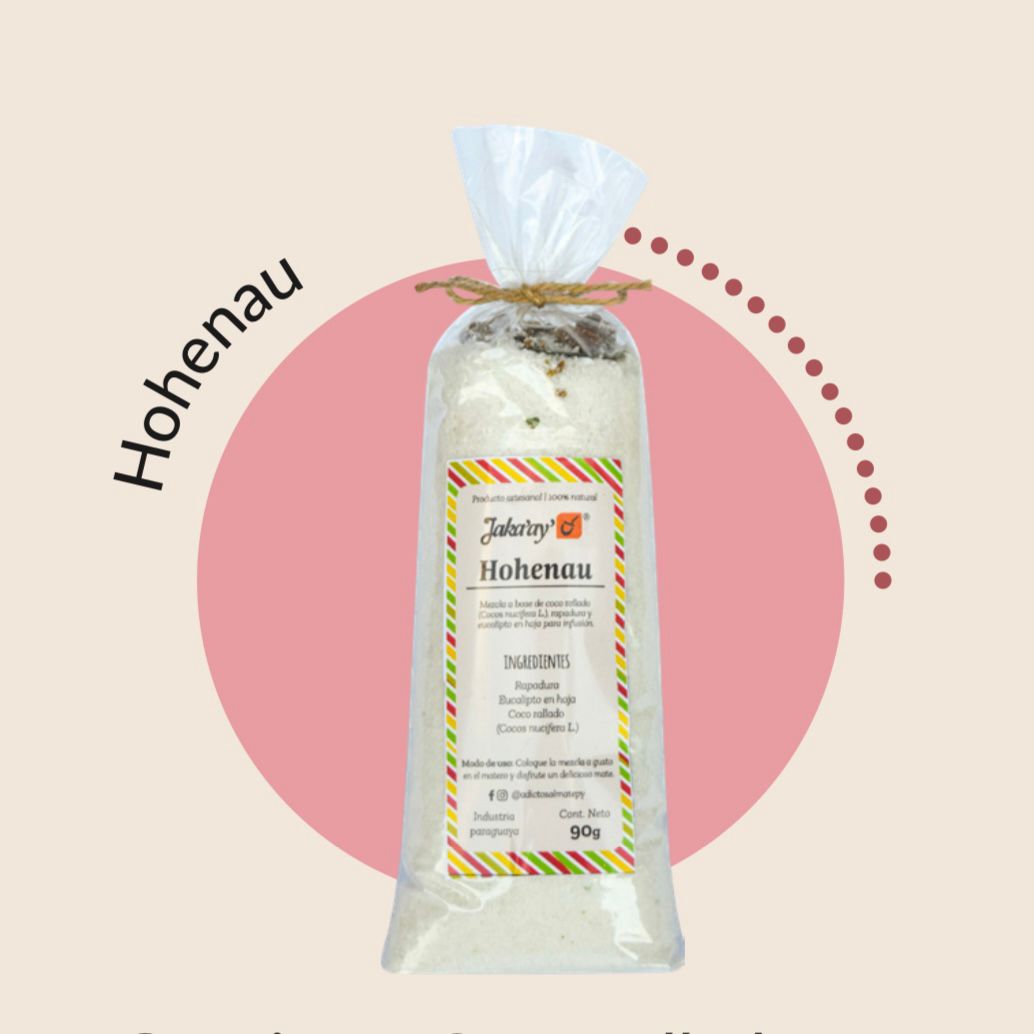 Hohenau
Producto artesanal | 100% natural
Jaka'ay' ®
Hohenau
Mezcla a base de coco rallado
(Cocos nucifera L.), rapadura y
eucalipto en hoja para infusión.
INGREDIENTES
Rapadura
Eucalipto en hoja
Coco rallado
(Cocos nucifera L.)
Modo de uso: Coloque la mezcla a gusto
en el matero y disfrute un delicioso mate.
@adictosalmatepy
Industria
paraguaya
Cont. Neto
90g